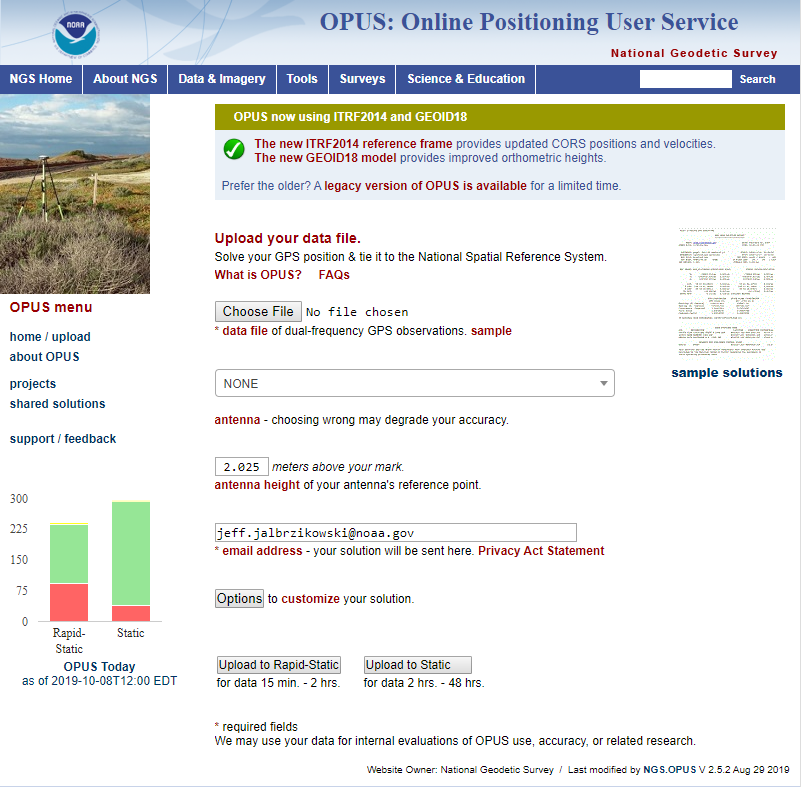 NOAA
OPUS: Online Positioning User Service
National Geodetic Survey
NGS Home
About NGS
Data & Imagery
Tools
Surveys
Science & Education
Search
OPUS now using ITRF2014 and GEOID18
The new ITRF2014 reference frame provides updated CORS positions and velocities.
The new GEOID18 model provides improved orthometric heights.
Prefer the older? A legacy version of OPUS is available for a limited time.
Upload your data file.
Solve your GPS position & tie it to the National Spatial Reference System.
What is OPUS? FAQs
Choose File No file chosen
* data file of dual-frequency GPS observations. sample
NONE
antenna - choosing wrong may degrade your accuracy.
2.025 meters above your mark.
antenna height of your antenna's reference point.
jeff.jalbrzikowski@noaa.gov
* email address - your solution will be sent here. Privacy Act Statement
Options to customize your solution.
Upload to Rapid-Static
for data 15 min. - 2 hrs.
Upload to Static
for data 2 hrs. - 48 hrs.
* required fields
We may use your data for internal evaluations of OPUS use, accuracy, or related research.
sample solutions
OPUS menu
home / upload
about OPUS
projects
shared solutions
support / feedback
300
225
150
75
0
Rapid-
Static
Static
OPUS Today
as of 2019-10-08T12:00 EDT
Website Owner: National Geodetic Survey / Last modified by NGS.OPUS V 2.5.2 Aug 29 2019